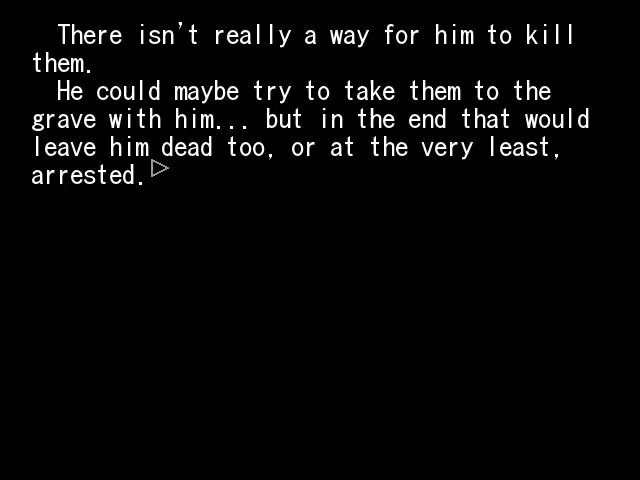 There isn't really a way for him to kill
them.
He could maybe try to take them to the
grave with him... but in the end that would
leave him dead too, or at the very least,
arrested.